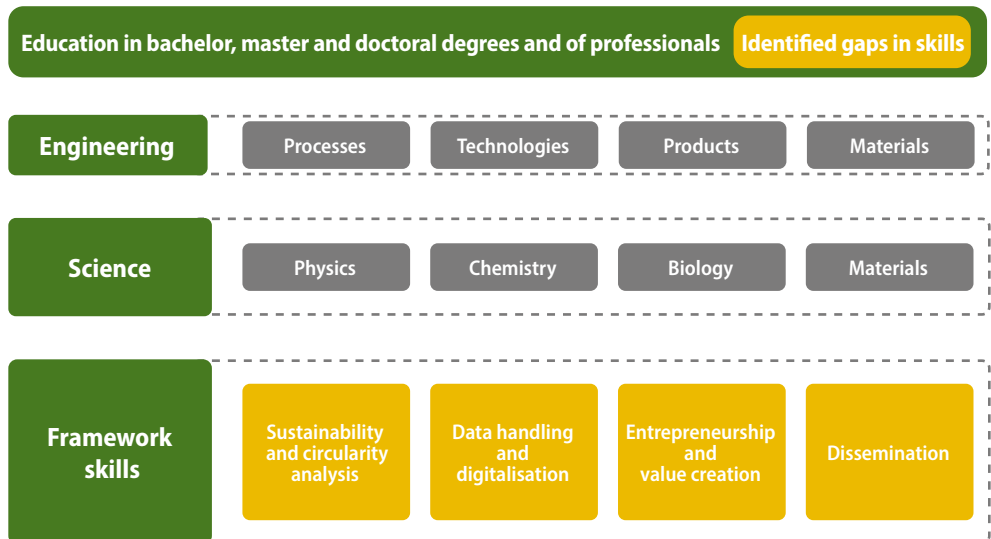 Education in bachelor, master and doctoral degrees and of professionals
Identified gaps in skills
Engineering
Processes
Technologies
Products
Materials
Science
Physics
Chemistry
Biology
Materials
Framework
skills
Sustainability
and circularity
analysis
Data handling
and
digitalisation
Entrepreneurship
and
value creation
Dissemination